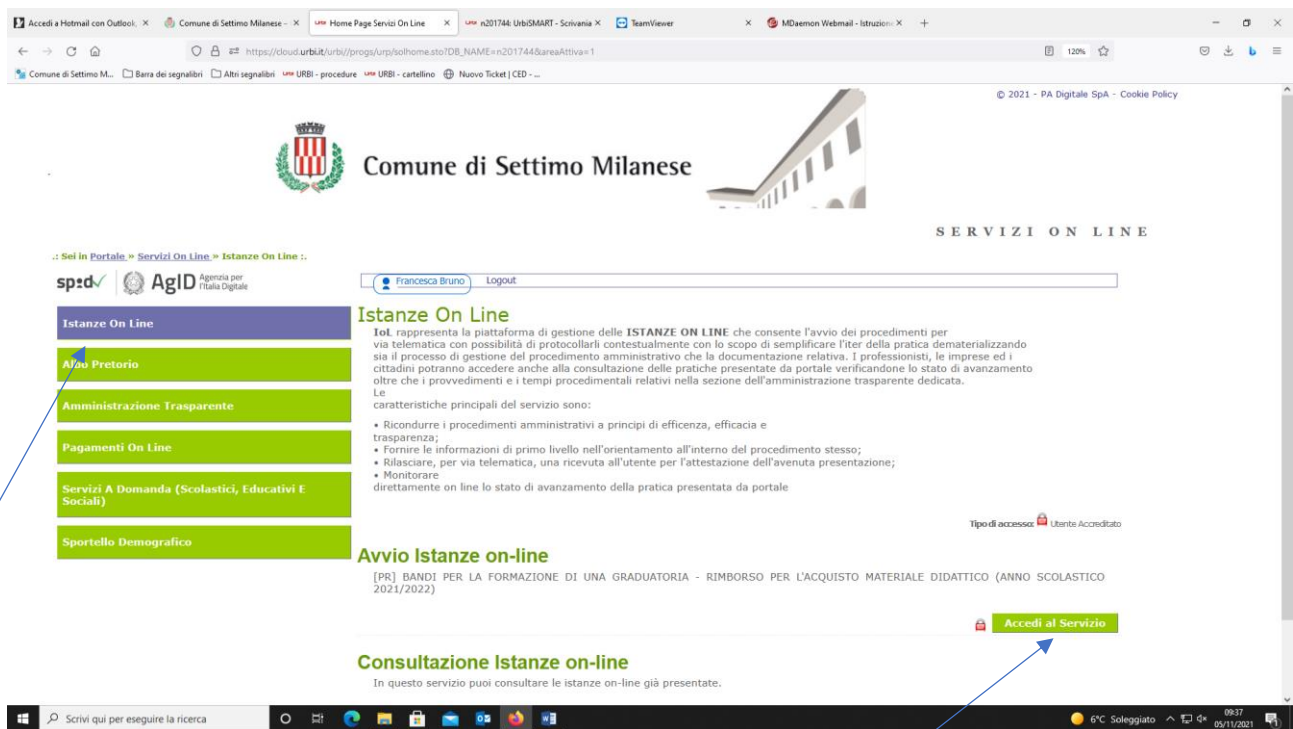 Accedi a Hotmail con Outlook,
Comune di Settimo Milanese -
Home Page Servizi On Line
n201744: UrbiSMART - Scrivania
TeamViewer
MDaemon Webmail - Istruzione
https://cloud.urbi.it/urbi//progs/urp/solhome.sto?DB_NAME=n201744&areaAttiva=1
120%
Comune di Settimo M...
Barra dei segnalibri
Altri segnalibri
URBI - procedure
URBI - cartellino
Nuovo Ticket | CED - ...
© 2021 - PA Digitale SpA - Cookie Policy
Comune di Settimo Milanese
SERVIZI ON LINE
.: Sei in Portale » Servizi On Line » Istanze On Line :.
sp:d
AgID Agenzia per
l'Italia Digitale
Francesca Bruno
Logout
Istanze On Line
Albo Pretorio
Amministrazione Trasparente
Pagamenti On Line
Servizi A Domanda (Scolastici, Educativi E
Sociali)
Sportello Demografico
Istanze On Line
IoL rappresenta la piattaforma di gestione delle ISTANZE ON LINE che consente l'avvio dei procedimenti per
via telematica con possibilità di protocollarli contestualmente con lo scopo di semplificare l'iter della pratica dematerializzando
sia il processo di gestione del procedimento amministrativo che la documentazione relativa. I professionisti, le imprese ed i
cittadini potranno accedere anche alla consultazione delle pratiche presentate da portale verificandone lo stato di avanzamento
oltre che i provvedimenti e i tempi procedimentali relativi nella sezione dell'amministrazione trasparente dedicata.
Le
caratteristiche principali del servizio sono:
• Ricondurre i procedimenti amministrativi a principi di efficenza, efficacia e
trasparenza;
• Fornire le informazioni di primo livello nell'orientamento all'interno del procedimento stesso;
• Rilasciare, per via telematica, una ricevuta all'utente per l'attestazione dell'avenuta presentazione;
• Monitorare
direttamente on line lo stato di avanzamento della pratica presentata da portale
Tipo di accesso: Utente Accreditato
Avvio Istanze on-line
[PR] BANDI PER LA FORMAZIONE DI UNA GRADUATORIA - RIMBORSO PER L'ACQUISTO MATERIALE DIDATTICO (ANNO SCOLASTICO
2021/2022)
Accedi al Servizio
Consultazione Istanze on-line
In questo servizio puoi consultare le istanze on-line già presentate.
Scrivi qui per eseguire la ricerca
6°C Soleggiato
09:37
05/11/2021